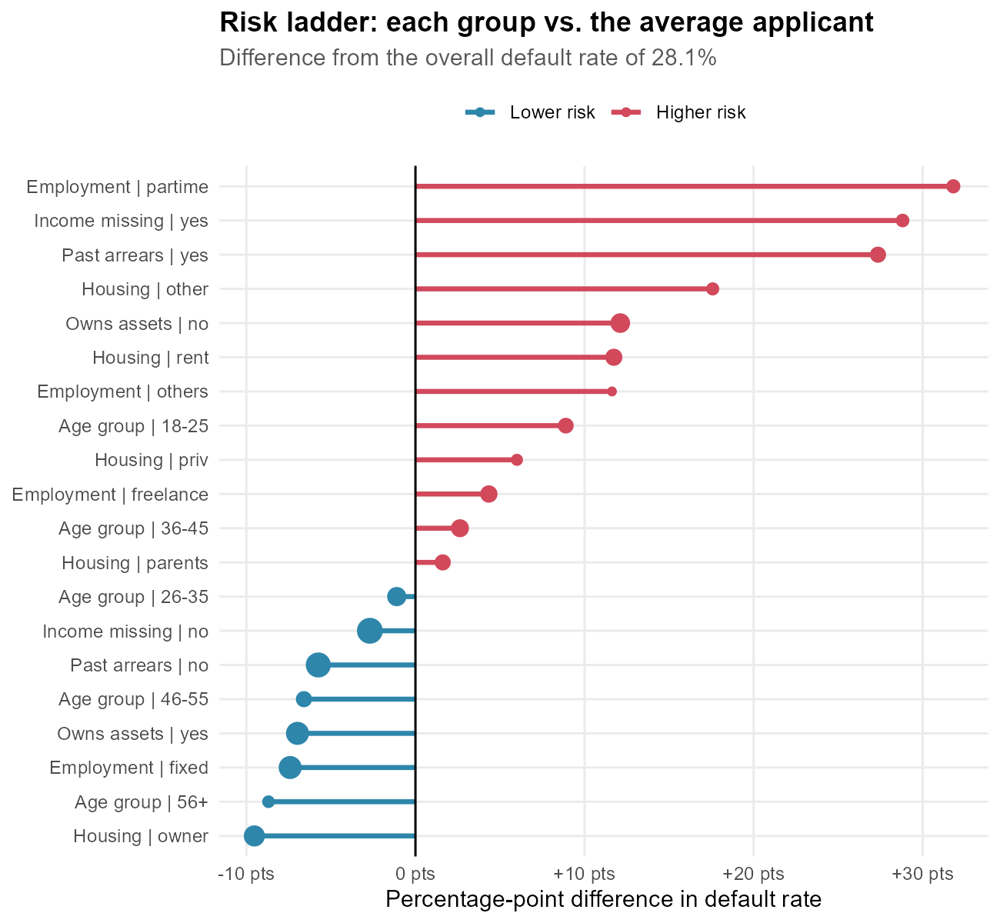 Risk ladder: each group vs. the average applicant
Difference from the overall default rate of 28.1%
Lower risk
Higher risk
Employment | partime
Income missing | yes
Past arrears | yes
Housing | other
Owns assets | no
Housing | rent
Employment | others
Age group | 18-25
Housing | priv
Employment | freelance
Age group | 36-45
Housing | parents
Age group | 26-35
Income missing | no
Past arrears | no
Age group | 46-55
Owns assets | yes
Employment | fixed
Age group | 56+
Housing | owner
-10 pts
0 pts
+10 pts
+20 pts
+30 pts
Percentage-point difference in default rate